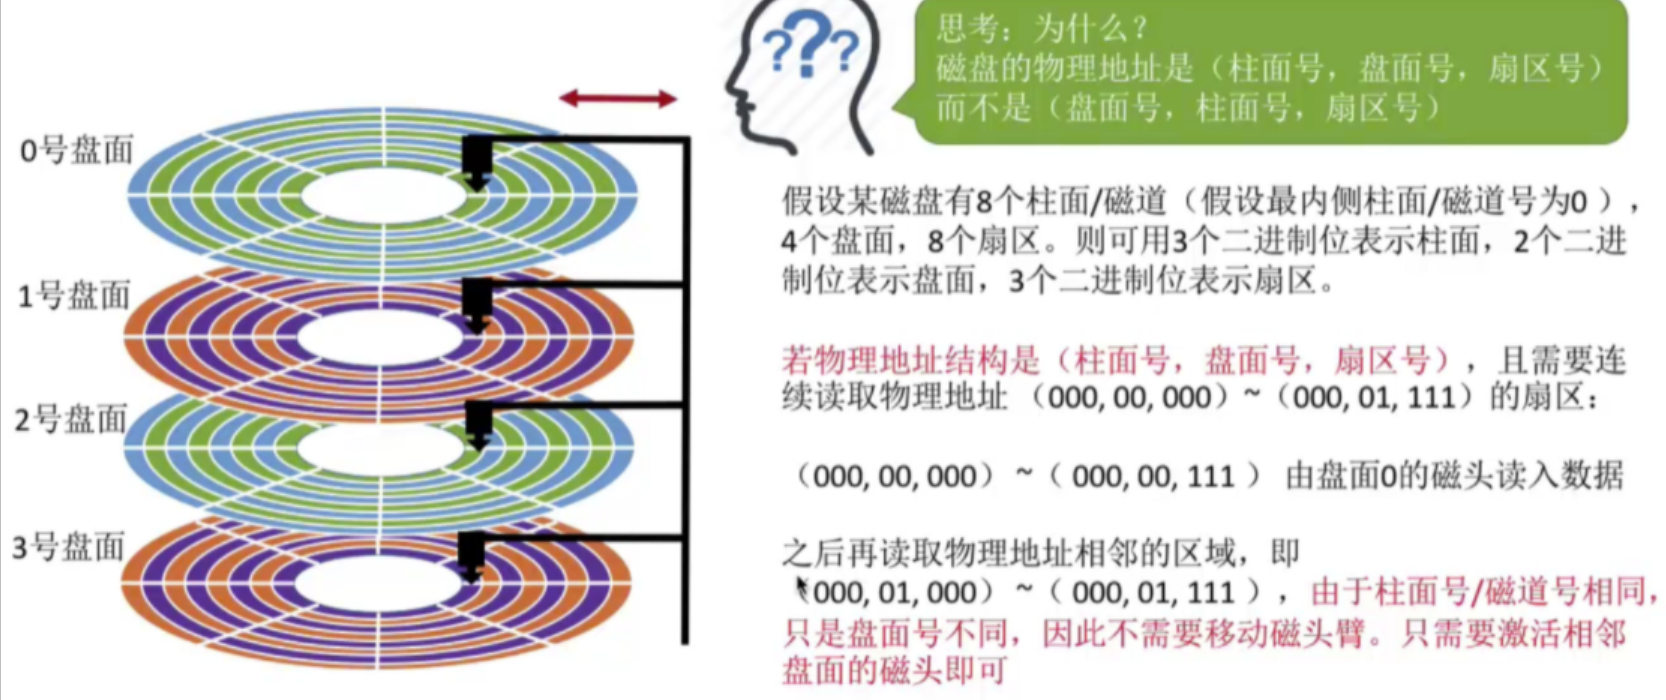 ???
思考：为什么？
磁盘的物理地址是（柱面号，盘面号，扇区号）
而不是（盘面号，柱面号，扇区号）
0号盘面
1号盘面
2号盘面
3号盘面
假设某磁盘有8个柱面/磁道（假设最内侧柱面/磁道号为0），
4个盘面，8个扇区。则可用3个二进制位表示柱面，2个二进
制位表示盘面，3个二进制位表示扇区。
若物理地址结构是（柱面号，盘面号，扇区号），且需要连
续读取物理地址（000, 00, 000）~（000, 01, 111）的扇区：
（000, 00, 000） ~（ 000, 00, 111 ） 由盘面0的磁头读入数据
之后再读取物理地址相邻的区域，即
（000, 01, 000） ~（ 000, 01, 111 ），由于柱面号/磁道号相同，
只是盘面号不同，因此不需要移动磁头臂。只需要激活相邻
盘面的磁头即可